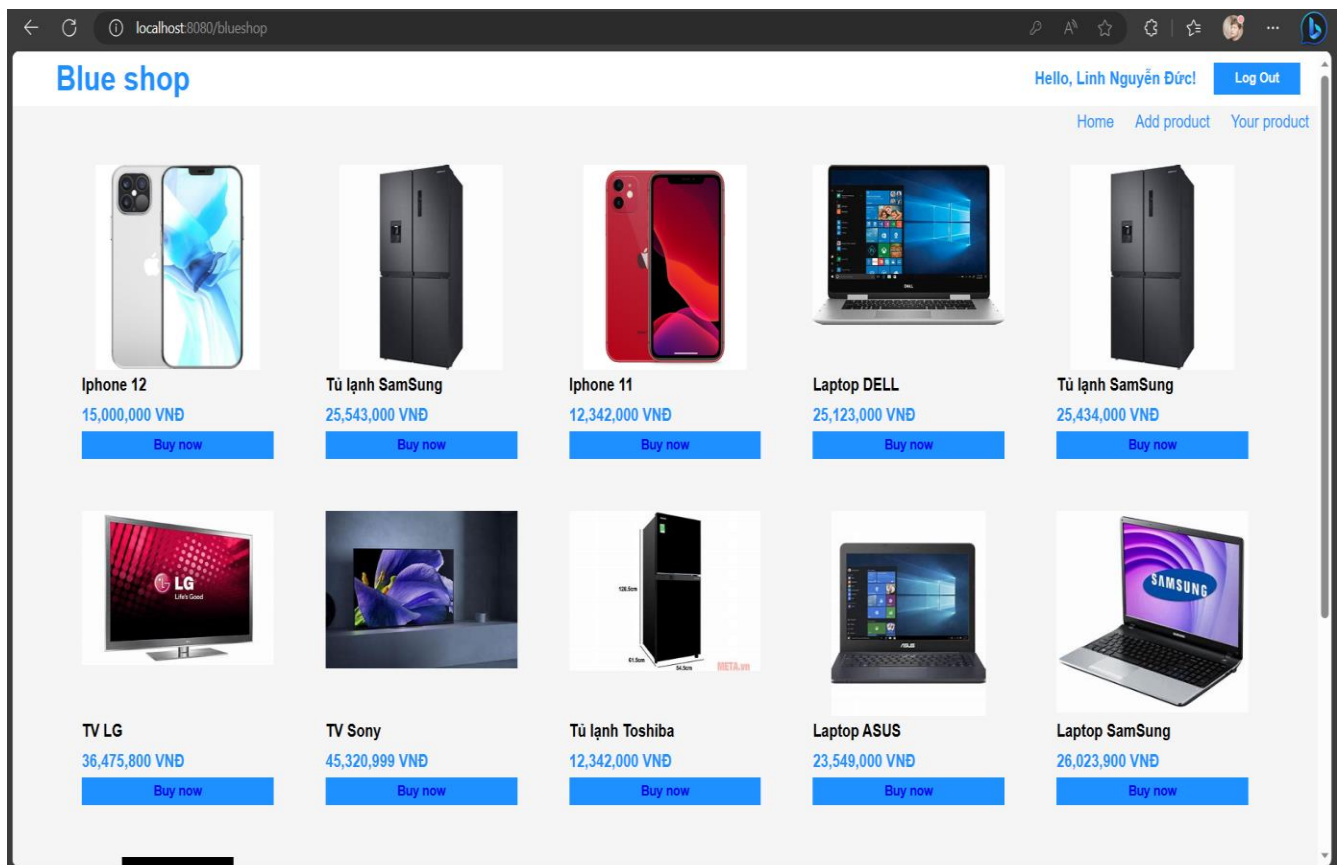 localhost:8080/blueshop
Blue shop
Hello, Linh Nguyễn Đức!
Log Out
Home Add product Your product
DELL
Iphone 12 Tủ lạnh SamSung Iphone 11 Laptop DELL Tủ lạnh SamSung
15,000,000 VNĐ 25,543,000 VNĐ 12,342,000 VNĐ 25,123,000 VNĐ 25,434,000 VNĐ
Buy now Buy now Buy now Buy now Buy now
LG
Life's Good
SAMSUNG
ASUS
META.vn
TV LG TV Sony Tủ lạnh Toshiba Laptop ASUS Laptop SamSung
36,475,800 VNĐ 45,320,999 VNĐ 12,342,000 VNĐ 23,549,000 VNĐ 26,023,900 VNĐ
Buy now Buy now Buy now Buy now Buy now